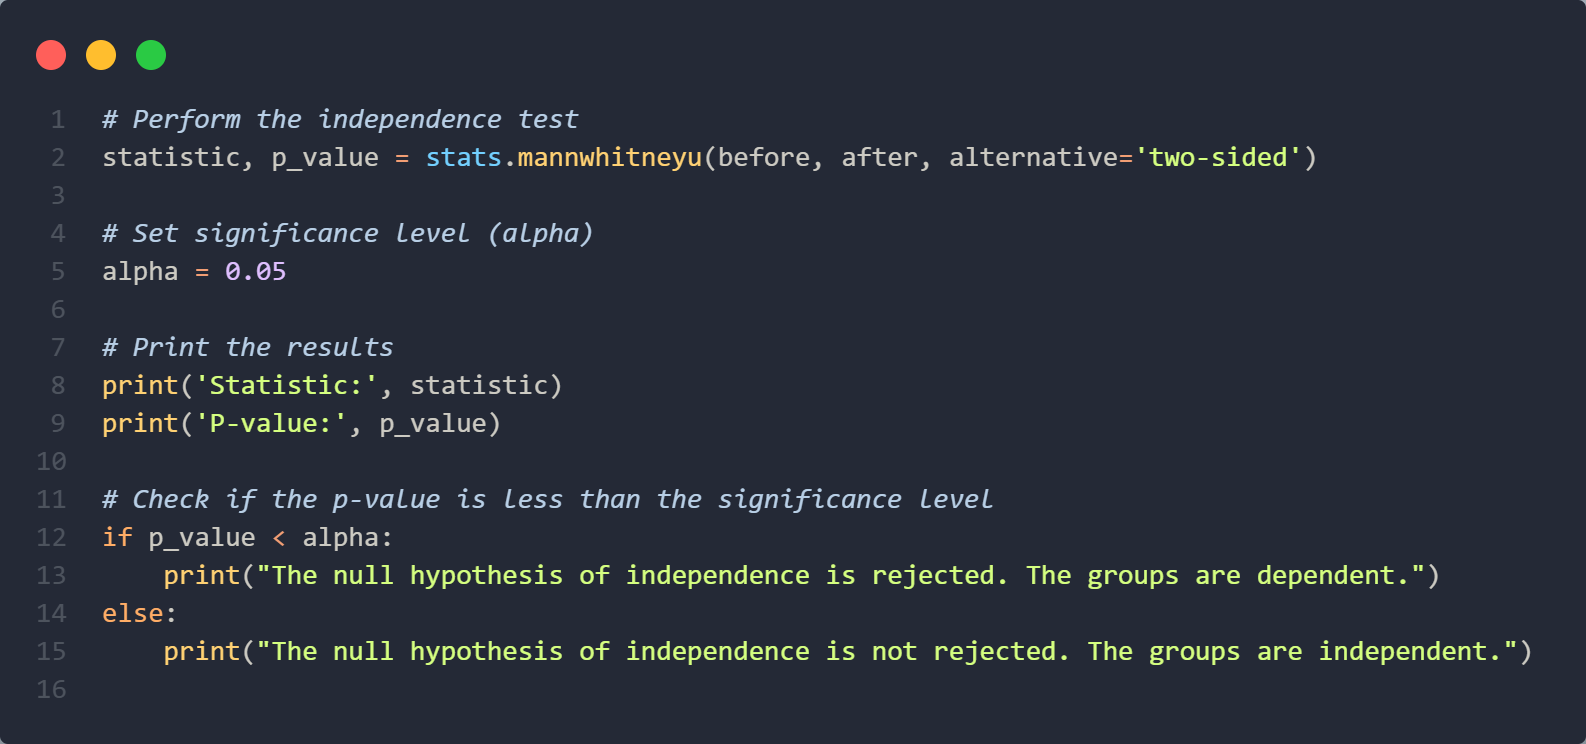 1 # Perform the independence test
2 statistic, p_value = stats.mannwhitneyu(before, after, alternative='two-sided')
3
4 # Set significance level (alpha)
5 alpha = 0.05
6
7 # Print the results
8 print('Statistic:', statistic)
9 print('P-value:', p_value)
10
11 # Check if the p-value is less than the significance level
12 if p_value < alpha:
13     print("The null hypothesis of independence is rejected. The groups are dependent.")
14 else:
15     print("The null hypothesis of independence is not rejected. The groups are independent.")
16